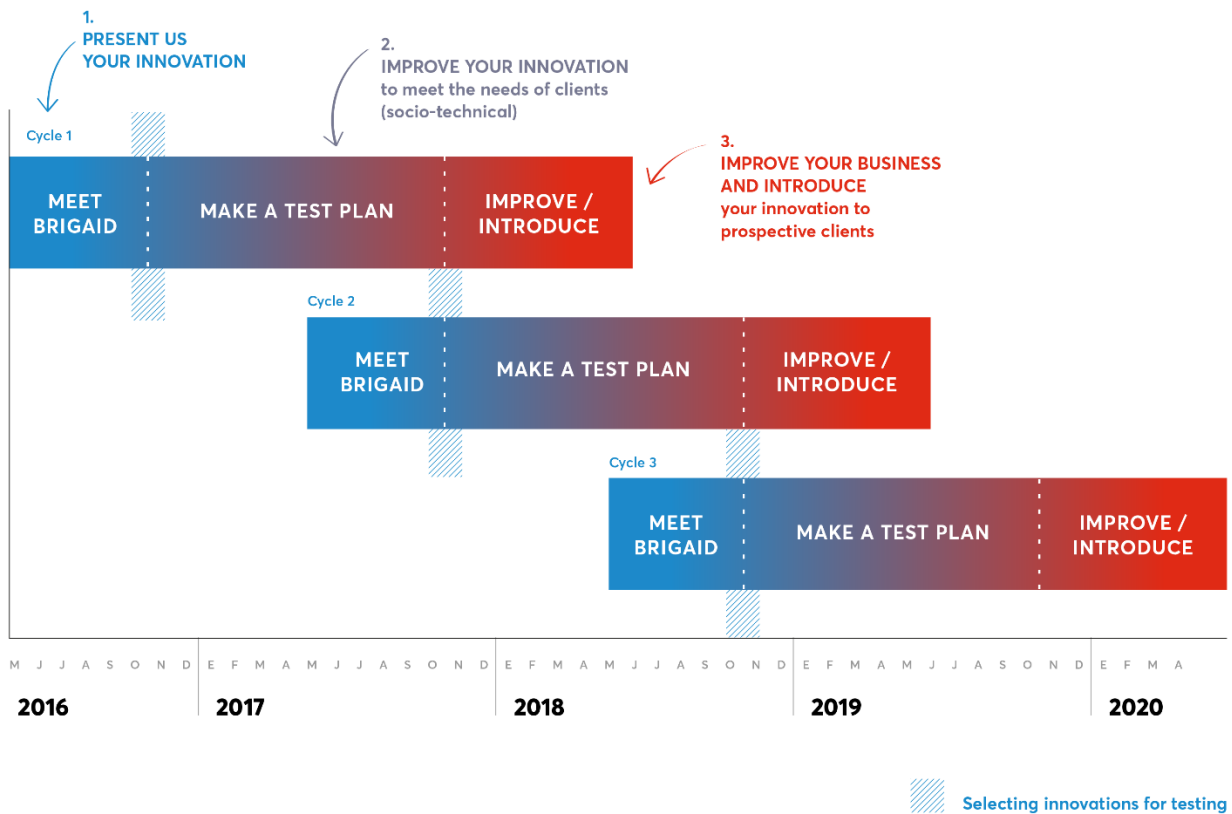 1.
PRESENT US
YOUR INNOVATION
2.
IMPROVE YOUR INNOVATION
to meet the needs of clients
(socio-technical)
3.
IMPROVE YOUR BUSINESS
AND INTRODUCE
your innovation to
prospective clients
Cycle 1
MEET
BRIGAID
MAKE A TEST PLAN
IMPROVE /
INTRODUCE
Cycle 2
MEET
BRIGAID
MAKE A TEST PLAN
IMPROVE /
INTRODUCE
Cycle 3
MEET
BRIGAID
MAKE A TEST PLAN
IMPROVE /
INTRODUCE
M J J A S O N D E F M A M J J A S O N D E F M A M J J A S O N D E F M A M J J A S O N D E F M A
2016 2017 2018 2019 2020
Selecting innovations for testing